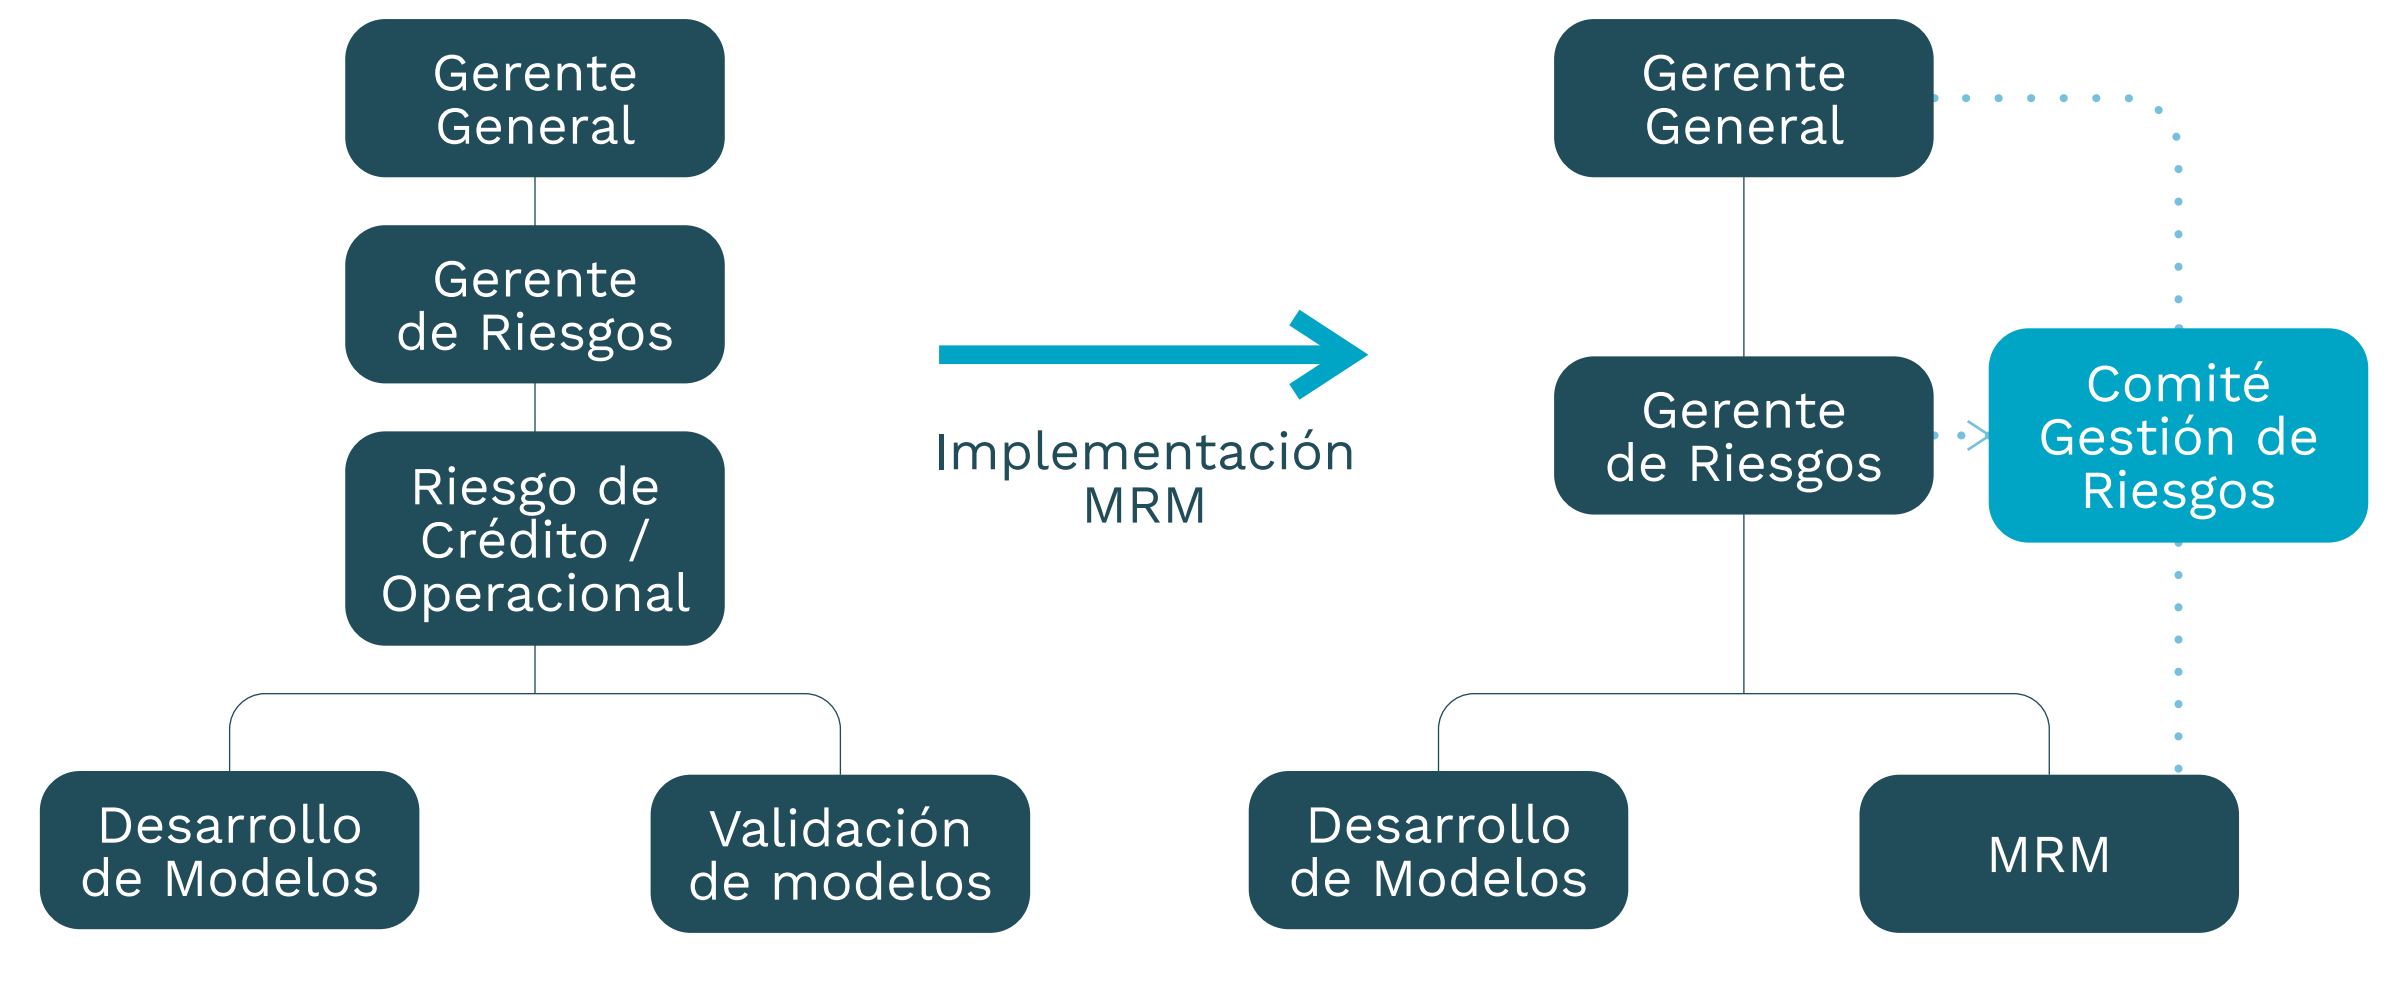 Gerente
General
Gerente
de Riesgos
Riesgo de
Crédito /
Operacional
Desarrollo
de Modelos
Validación
de modelos
Implementación
MRM
Gerente
General
Gerente
de Riesgos
Comité
Gestión de
Riesgos
Desarrollo
de Modelos
MRM